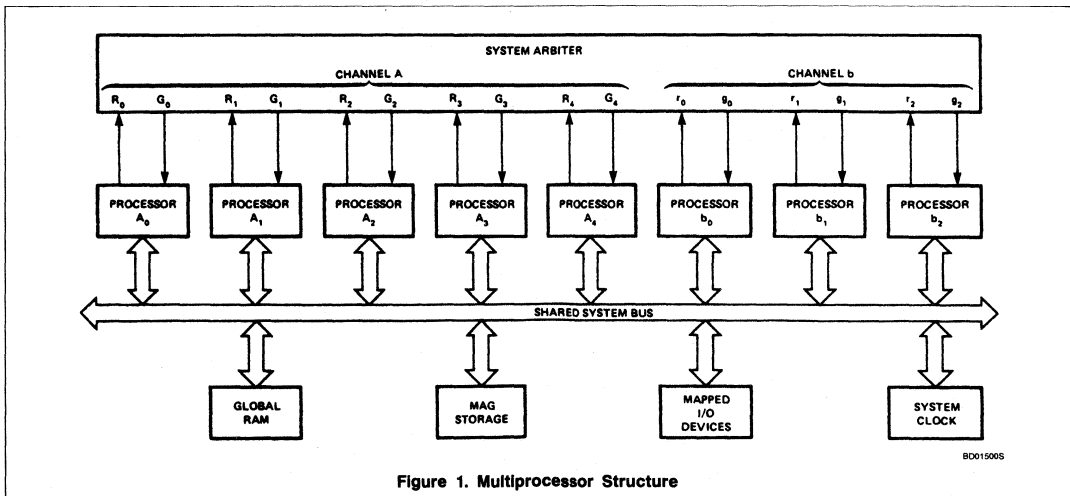 SYSTEM ARBITER
CHANNEL A CHANNEL b
R₀ G₀ R₁ G₁ R₂ G₂ R₃ G₃ R₄ G₄ r₀ g₀ r₁ g₁ r₂ g₂
PROCESSOR A₀
PROCESSOR A₁
PROCESSOR A₂
PROCESSOR A₃
PROCESSOR A₄
PROCESSOR b₀
PROCESSOR b₁
PROCESSOR b₂
SHARED SYSTEM BUS
GLOBAL
RAM
MAG
STORAGE
MAPPED
I/O
DEVICES
SYSTEM
CLOCK
BD01500S
Figure 1. Multiprocessor Structure